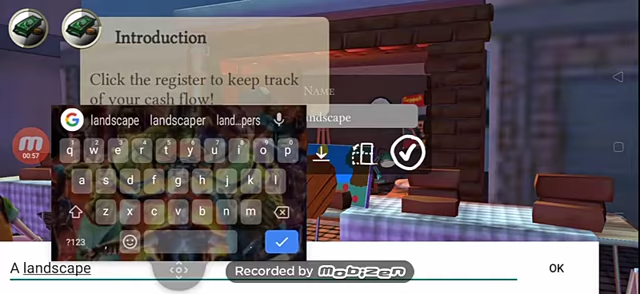 Introduction
Click the register to keep track
of your cash flow!
NAME
ndscape
landscape landscaper land...pers
q w e r t y u i o p
a s d f g h j k l
z x c v b n m
?123
00:57
A landscape
OK
Recorded by mobizen